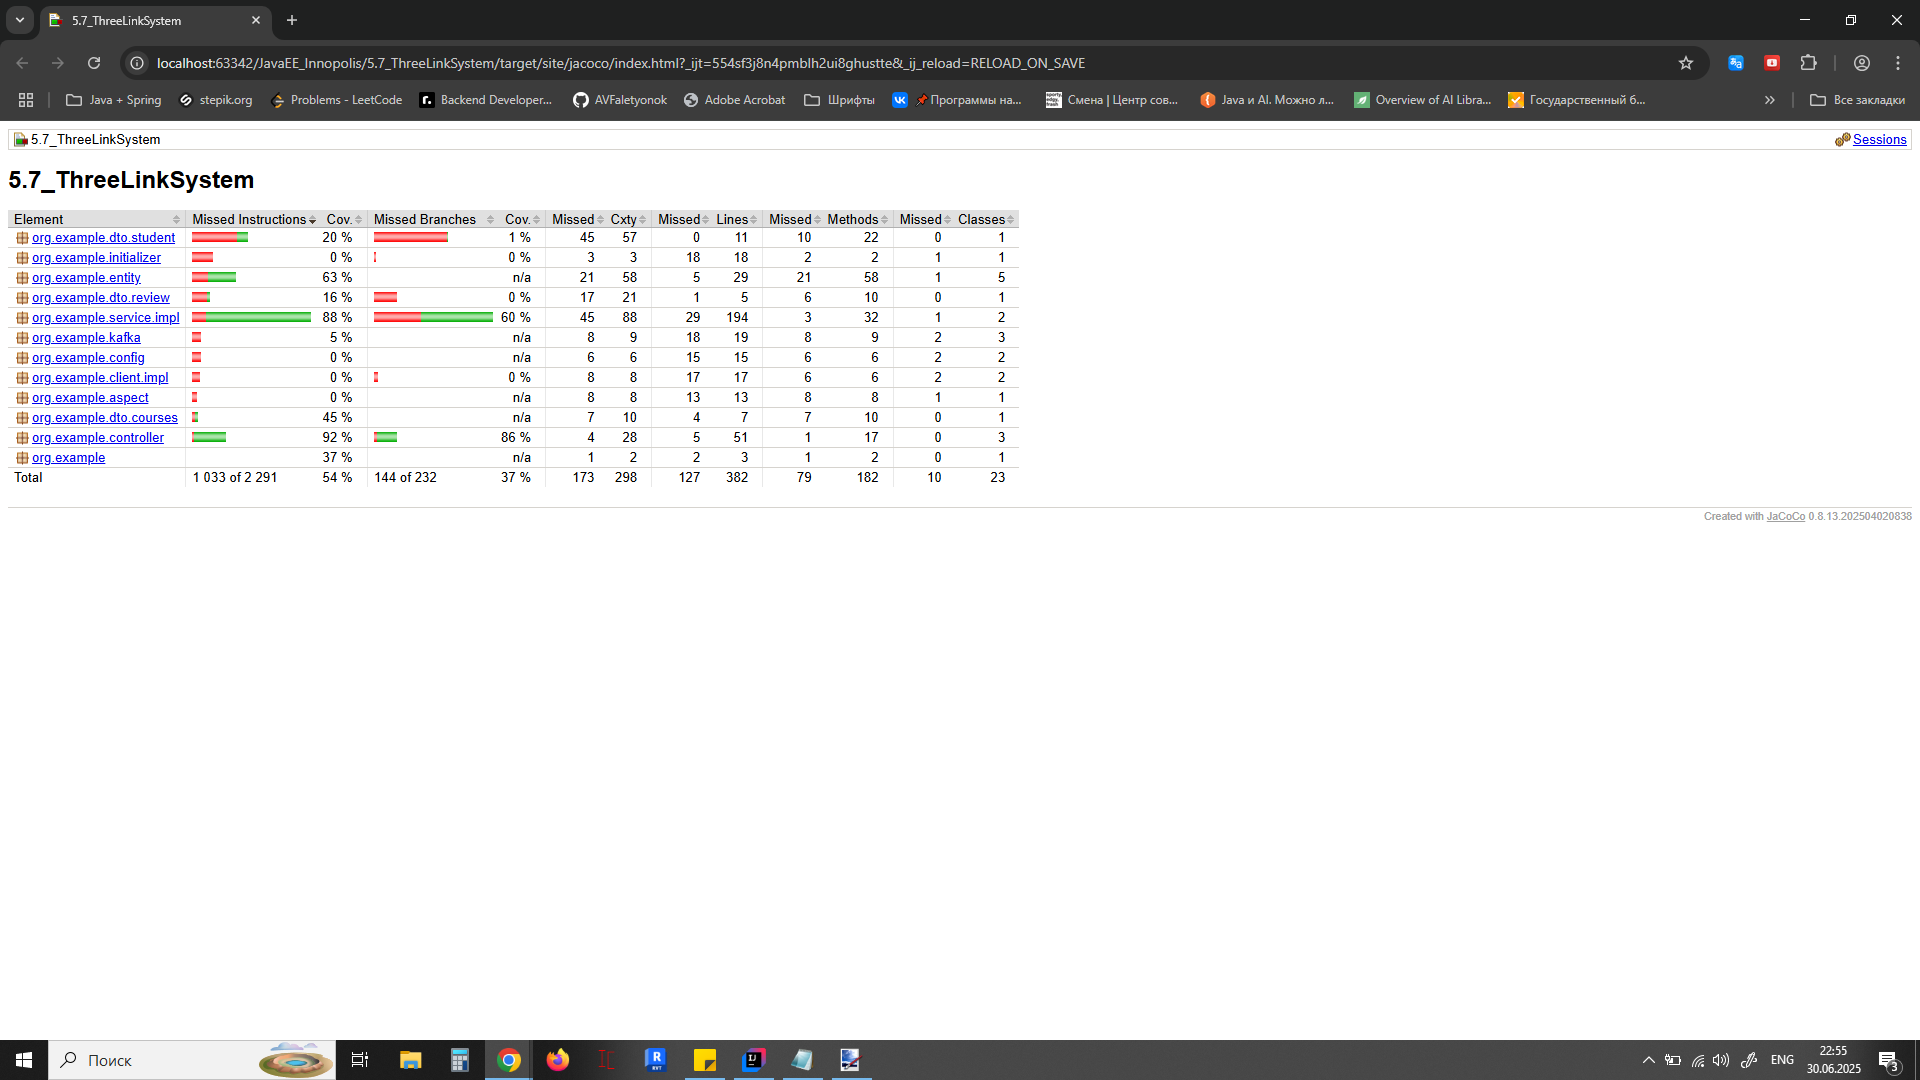 5.7_ThreeLinkSystem
localhost:63342/JavaEE_Innopolis/5.7_ThreeLinkSystem/target/site/jacoco/index.html?_ijt=554sf3j8n4pmblh2ui8ghustte&_ij_reload=RELOAD_ON_SAVE
Java + Spring stepik.org Problems - LeetCode Backend Developer... AVFaletyonok Adobe Acrobat Шрифты Программы на... Смена | Центр сов... Java и AI. Можно л... Overview of AI Libra... Государственный б... Все закладки
5.7_ThreeLinkSystem Sessions
5.7_ThreeLinkSystem
Element Missed Instructions Cov. Missed Branches Cov. Missed Cxty Missed Lines Missed Methods Missed Classes
org.example.dto.student 20 % 1 % 45 57 0 11 10 22 0 1
org.example.initializer 0 % 0 % 3 3 18 18 2 2 1 1
org.example.entity 63 % n/a 21 58 5 29 21 58 1 5
org.example.dto.review 16 % 0 % 17 21 1 5 6 10 0 1
org.example.service.impl 88 % 60 % 45 88 29 194 3 32 1 2
org.example.kafka 5 % n/a 8 9 18 19 8 9 2 3
org.example.config 0 % n/a 6 6 15 15 6 6 2 2
org.example.client.impl 0 % 0 % 8 8 17 17 6 6 2 2
org.example.aspect 0 % n/a 8 8 13 13 8 8 1 1
org.example.dto.courses 45 % n/a 7 10 4 7 7 10 0 1
org.example.controller 92 % 86 % 4 28 5 51 1 17 0 3
org.example 37 % n/a 1 2 2 3 1 2 0 1
Total 1 033 of 2 291 54 % 144 of 232 37 % 173 298 127 382 79 182 10 23
Created with JaCoCo 0.8.13.202504020838
Поиск
ENG
22:55
30.06.2025
3